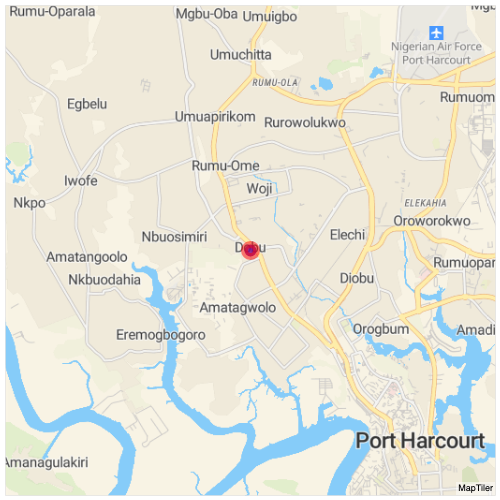 Rumu-Oparala
Mgbu-Oba
Umuigbo
Mgb
Umuchitta
Nigerian Air Force
Port Harcourt
RUMU-OLA
Egbelu
Rumuom
Umuapirikom
Rurowolukwo
Rumu-Ome
Iwofe
Woji
Nkpo
ELEKAHIA
Oroworokwo
Nbuosimiri
Elechi
Amatangoolo
Rumuopar
Nkbuodahia
Diobu
Amatagwolo
Eremogbogoro
Orogbum
Amadi
Port Harcourt
Amanagulakiri
MapTiler